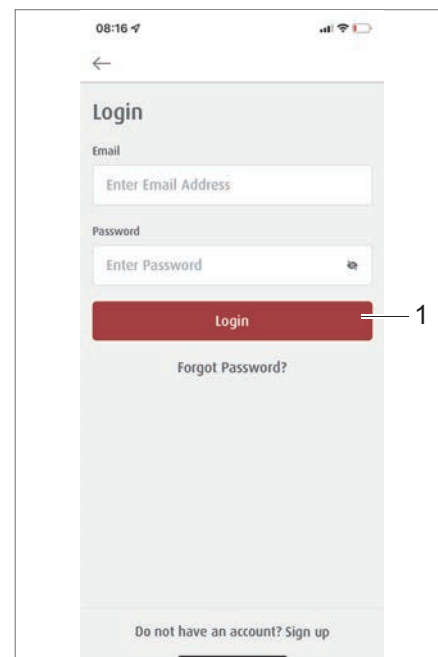 08:16
Login
Email
Enter Email Address
Password
Enter Password
Login
1
Forgot Password?
Do not have an account? Sign up